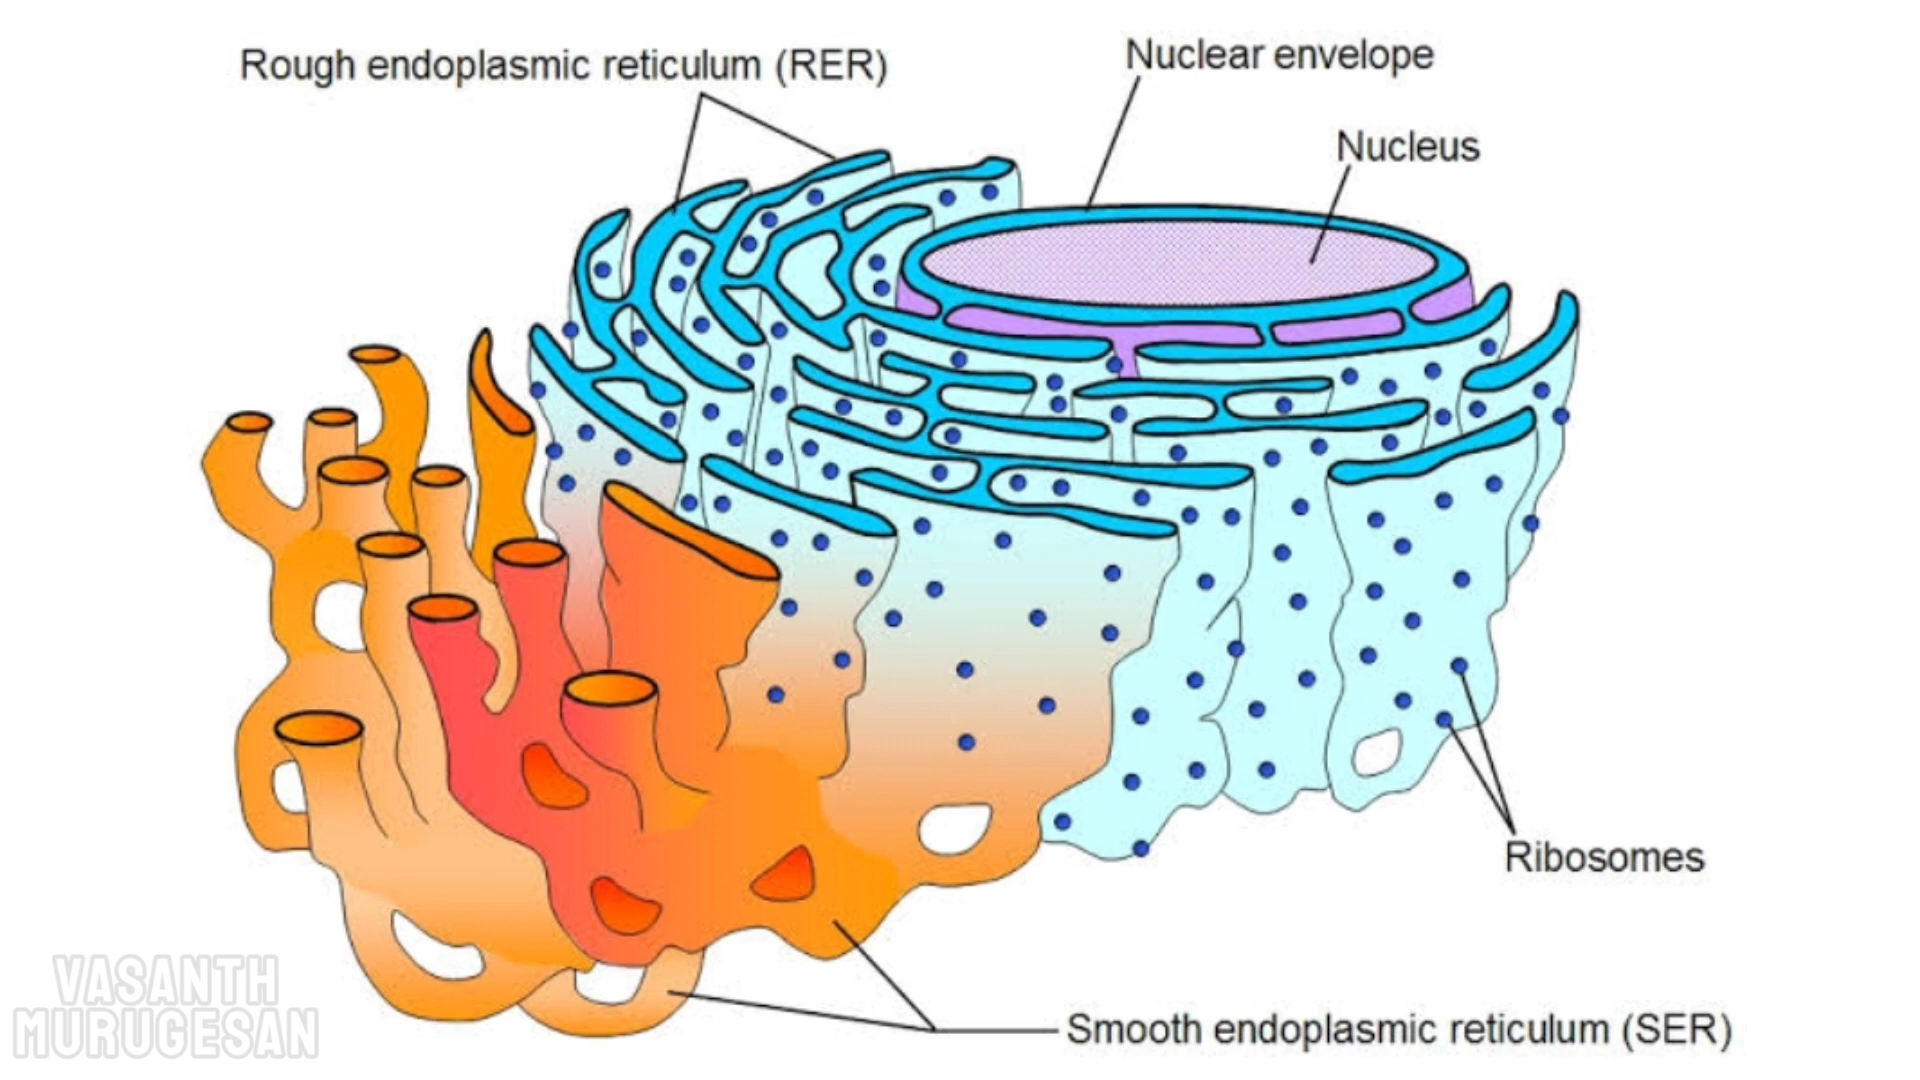 Rough endoplasmic reticulum (RER)
Nuclear envelope
Nucleus
Ribosomes
Smooth endoplasmic reticulum (SER)
VASANTH
MURUGESAN